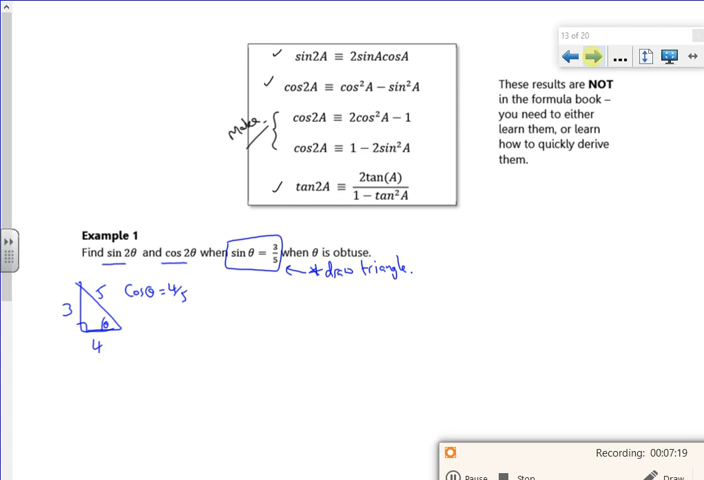 13 of 20
✓ sin2A ≡ 2sinAcosA
✓ cos2A ≡ cos²A − sin²A
Make { cos2A ≡ 2cos²A − 1
cos2A ≡ 1 − 2sin²A
✓ tan2A ≡ 2tan(A) / 1 − tan²A
These results are NOT
in the formula book –
you need to either
learn them, or learn
how to quickly derive
them.
Example 1
Find sin 2θ and cos 2θ when sin θ = 3/5 when θ is obtuse.
← * draw triangle.
3 5 Cosθ = 4/5
θ
4
Recording: 00:07:19
Pause Stop Draw